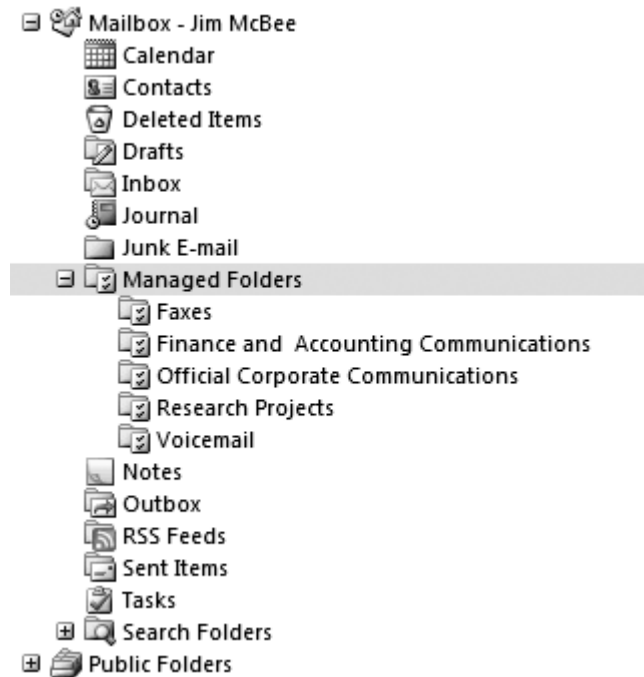 Mailbox - Jim McBee
Calendar
Contacts
Deleted Items
Drafts
Inbox
Journal
Junk E-mail
Managed Folders
Faxes
Finance and  Accounting Communications
Official Corporate Communications
Research Projects
Voicemail
Notes
Outbox
RSS Feeds
Sent Items
Tasks
Search Folders
Public Folders